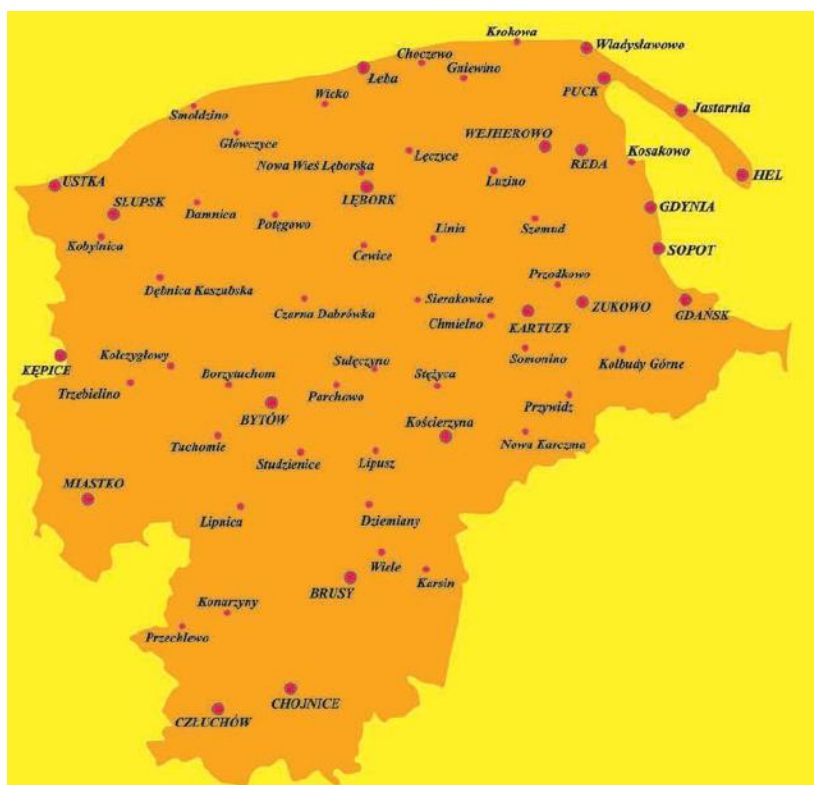 Krokowa
Władysławowo
Choczewo
Łeba
Gniewino
PUCK
Wicko
Jastarnia
Smołdzino
Główczyce
WEJHEROWO
REDA
Łęczyce
Kosakowo
Nowa Wieś Lęborska
Luzino
HEL
USTKA
LĘBORK
SŁUPSK
Damnica
Potęgowo
GDYNIA
Szemud
Linia
Kobylnica
Cewice
SOPOT
Przodkowo
Dębnica Kaszubska
Sierakowice
ZUKOWO
GDAŃSK
Czarna Dabrówka
Chmielno
KARTUZY
Kołczygłowy
Somonino
Kolbudy Górne
KĘPICE
Sulęczyno
Borzytuchom
Stężyca
Trzebielino
Parchowo
Przywidz
BYTÓW
Kościerzyna
Tuchomie
Nowa Karczma
Studzienice
Lipusz
MIASTKO
Lipnica
Dziemiany
Wiele
Karsin
BRUSY
Konarzyny
Przechlewo
CHOJNICE
CZŁUCHÓW